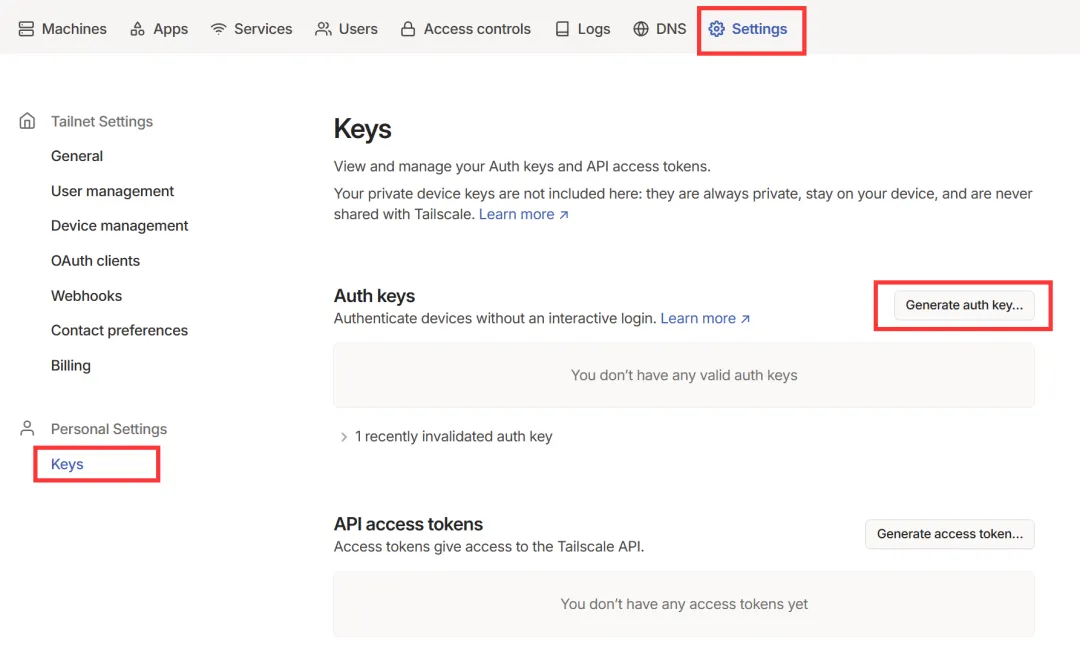 Machines Apps Services Users Access controls Logs DNS Settings
Tailnet Settings
General
User management
Device management
OAuth clients
Webhooks
Contact preferences
Billing
Personal Settings
Keys
Keys
View and manage your Auth keys and API access tokens.
Your private device keys are not included here: they are always private, stay on your device, and are never
shared with Tailscale. Learn more ↗
Auth keys
Authenticate devices without an interactive login. Learn more ↗
Generate auth key...
You don’t have any valid auth keys
1 recently invalidated auth key
API access tokens
Access tokens give access to the Tailscale API.
Generate access token...
You don’t have any access tokens yet